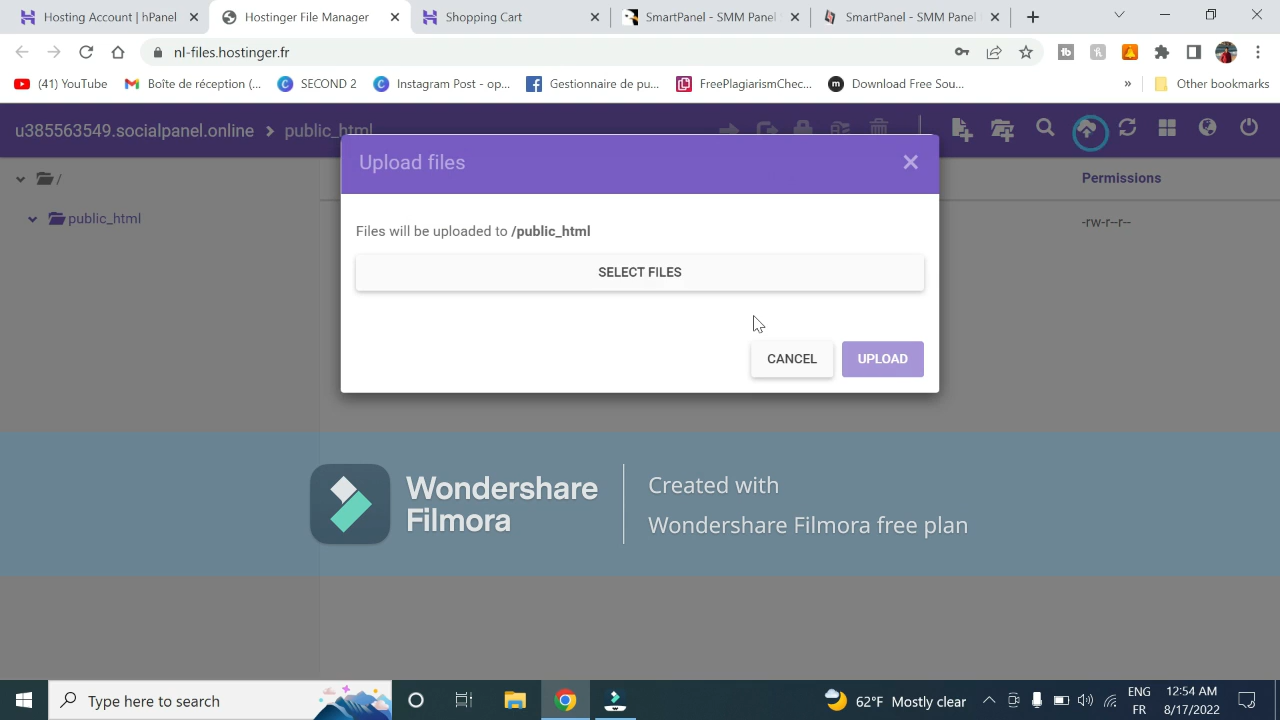 Hosting Account | hPanel
Hostinger File Manager
Shopping Cart
SmartPanel - SMM Panel
SmartPanel - SMM Panel
nl-files.hostinger.fr
(41) YouTube
Boîte de réception (...
SECOND 2
Instagram Post - op...
Gestionnaire de pu...
FreePlagiarismChec...
Download Free Sou...
»
Other bookmarks
u385563549.socialpanel.online
public_html
Upload files
Permissions
/
public_html
-rw-r--r--
Files will be uploaded to /public_html
SELECT FILES
CANCEL
UPLOAD
Wondershare
Filmora
Created with
Wondershare Filmora free plan
Type here to search
62°F Mostly clear
ENG
FR
12:54 AM
8/17/2022